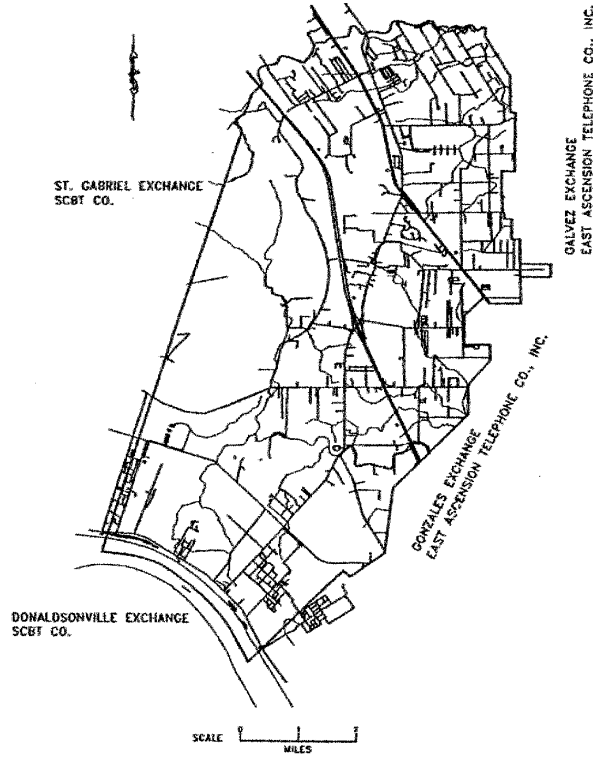 GALVEZ EXCHANGE
EAST ASCENSION TELEPHONE CO., INC.
ST. GABRIEL EXCHANGE
SCBT CO.
GONZALES EXCHANGE
EAST ASCENSION TELEPHONE CO., INC.
DONALDSONVILLE EXCHANGE
SCBT CO.
SCALE 0 1 2
MILES